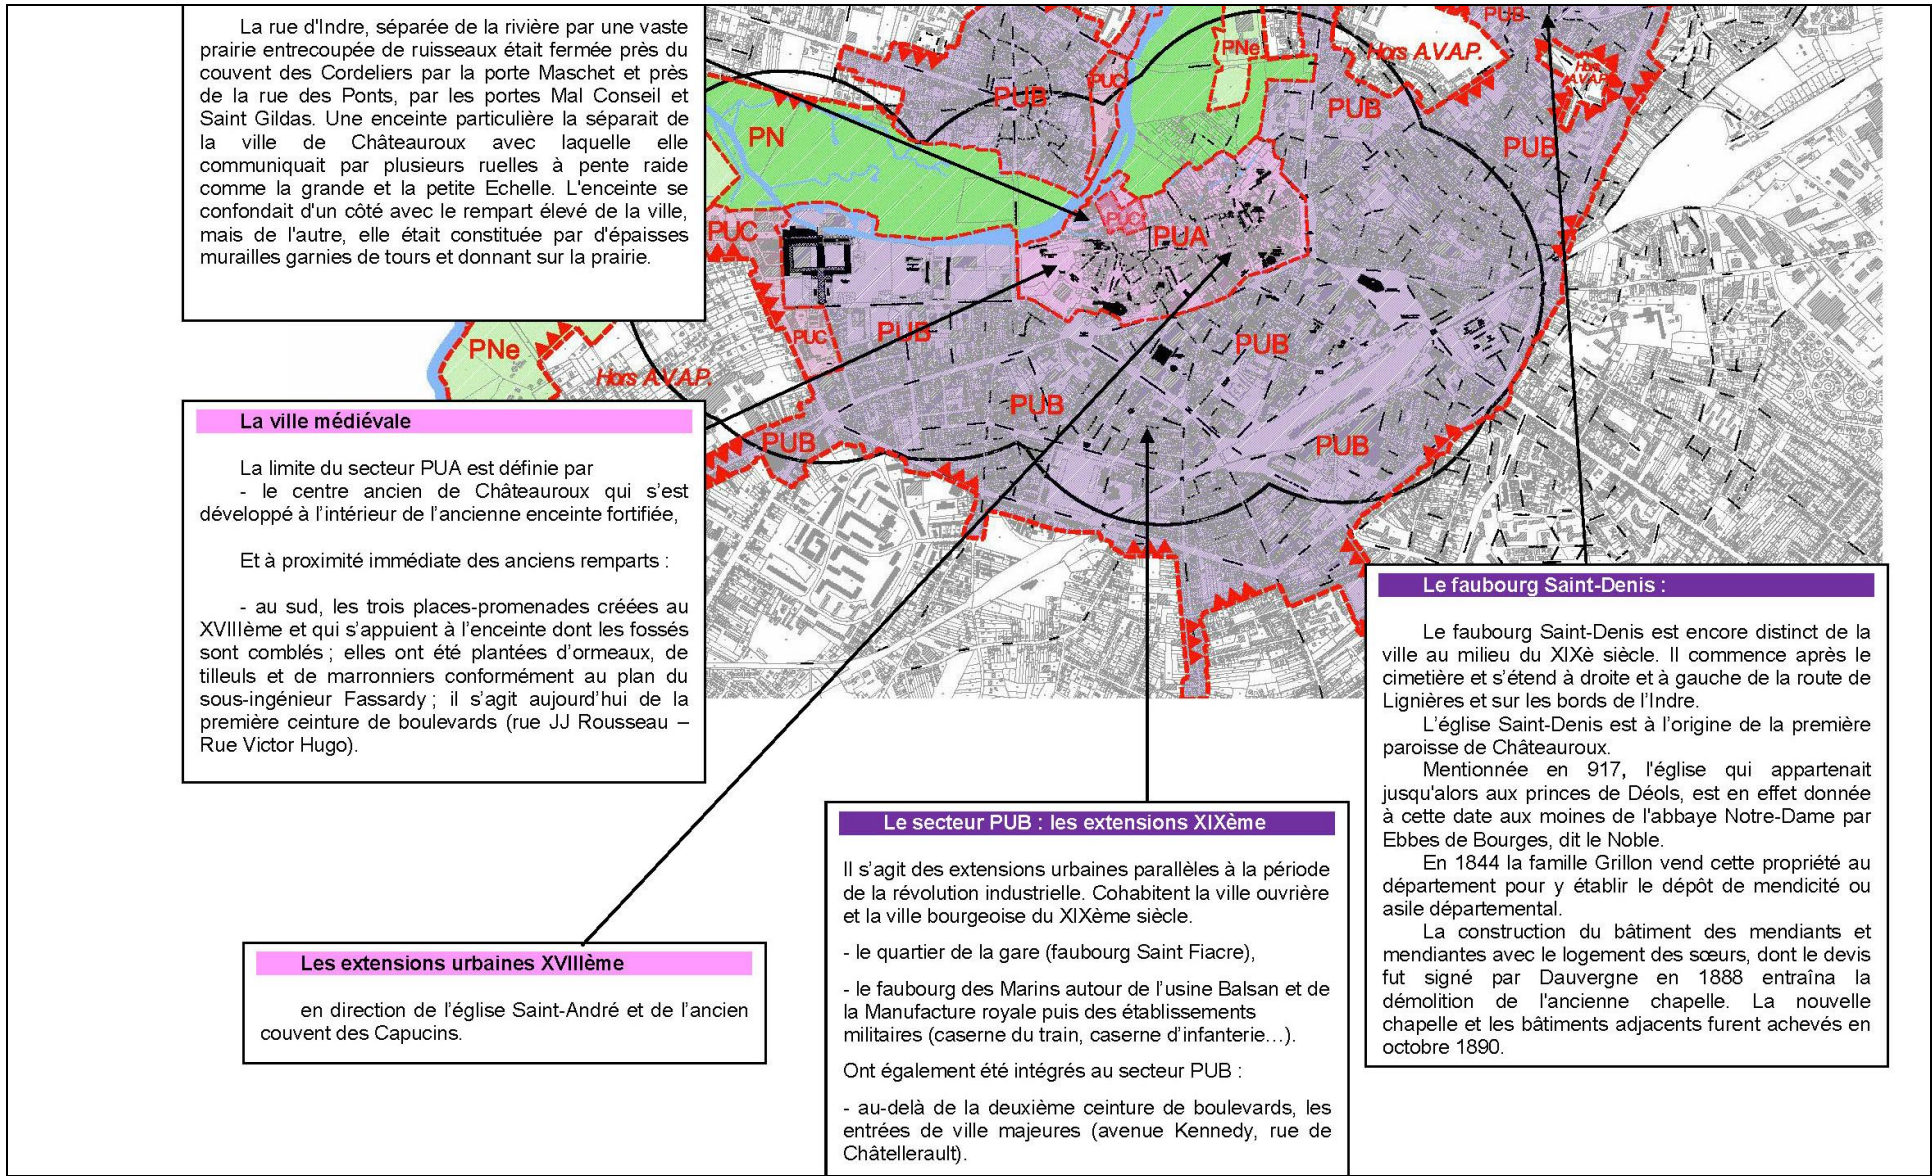 La rue d'Indre, séparée de la rivière par une vaste
prairie entrecoupée de ruisseaux était fermée près du
couvent des Cordeliers par la porte Maschet et près
de la rue des Ponts, par les portes Mal Conseil et
Saint Gildas. Une enceinte particulière la séparait de
la ville de Châteauroux avec laquelle elle
communiquait par plusieurs ruelles à pente raide
comme la grande et la petite Echelle. L'enceinte se
confondait d'un côté avec le rempart élevé de la ville,
mais de l'autre, elle était constituée par d'épaisses
murailles garnies de tours et donnant sur la prairie.
PUB
PNe
Hors A.V.A.P.
Hors
A.V.A.P.
PUC
PUB
PUB
PN
PUB
PUC
PUA
PUC
PUC
PUB
PUB
PNe
Hors A.V.A.P.
PUB
PUB
PUB
La ville médiévale
La limite du secteur PUA est définie par
- le centre ancien de Châteauroux qui s’est
développé à l’intérieur de l’ancienne enceinte fortifiée,
Et à proximité immédiate des anciens remparts :
- au sud, les trois places-promenades créées au
XVIIIème et qui s’appuient à l’enceinte dont les fossés
sont comblés ; elles ont été plantées d’ormeaux, de
tilleuls et de marronniers conformément au plan du
sous-ingénieur Fassardy ; il s’agit aujourd’hui de la
première ceinture de boulevards (rue JJ Rousseau –
Rue Victor Hugo).
Les extensions urbaines XVIIIème
en direction de l’église Saint-André et de l’ancien
couvent des Capucins.
Le secteur PUB : les extensions XIXème
Il s’agit des extensions urbaines parallèles à la période
de la révolution industrielle. Cohabitent la ville ouvrière
et la ville bourgeoise du XIXème siècle.
- le quartier de la gare (faubourg Saint Fiacre),
- le faubourg des Marins autour de l’usine Balsan et de
la Manufacture royale puis des établissements
militaires (caserne du train, caserne d’infanterie…).
Ont également été intégrés au secteur PUB :
- au-delà de la deuxième ceinture de boulevards, les
entrées de ville majeures (avenue Kennedy, rue de
Châtellerault).
Le faubourg Saint-Denis :
Le faubourg Saint-Denis est encore distinct de la
ville au milieu du XIXè siècle. Il commence après le
cimetière et s’étend à droite et à gauche de la route de
Lignières et sur les bords de l’Indre.
L’église Saint-Denis est à l’origine de la première
paroisse de Châteauroux.
Mentionnée en 917, l'église qui appartenait
jusqu'alors aux princes de Déols, est en effet donnée
à cette date aux moines de l'abbaye Notre-Dame par
Ebbes de Bourges, dit le Noble.
En 1844 la famille Grillon vend cette propriété au
département pour y établir le dépôt de mendicité ou
asile départemental.
La construction du bâtiment des mendiants et
mendiantes avec le logement des sœurs, dont le devis
fut signé par Dauvergne en 1888 entraîna la
démolition de l'ancienne chapelle. La nouvelle
chapelle et les bâtiments adjacents furent achevés en
octobre 1890.